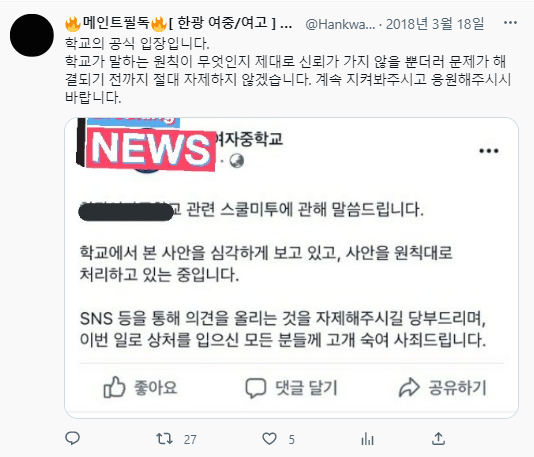 🔥메인트필독🔥[ 한광 여중/여고 ] ... @Hankwa... · 2018년 3월 18일
학교의 공식 입장입니다.
학교가 말하는 원칙이 무엇인지 제대로 신뢰가 가지 않을 뿐더러 문제가 해
결되기 전까지 절대 자제하지 않겠습니다. 계속 지켜봐주시고 응원해주시시
바랍니다.
NEWS
여자중학교
관련 스쿨미투에 관해 말씀드립니다.
학교에서 본 사안을 심각하게 보고 있고, 사안을 원칙대로
처리하고 있는 중입니다.
SNS 등을 통해 의견을 올리는 것을 자제해주시길 당부드리며,
이번 일로 상처를 입으신 모든 분들께 고개 숙여 사죄드립니다.
좋아요 댓글 달기 공유하기
27 5